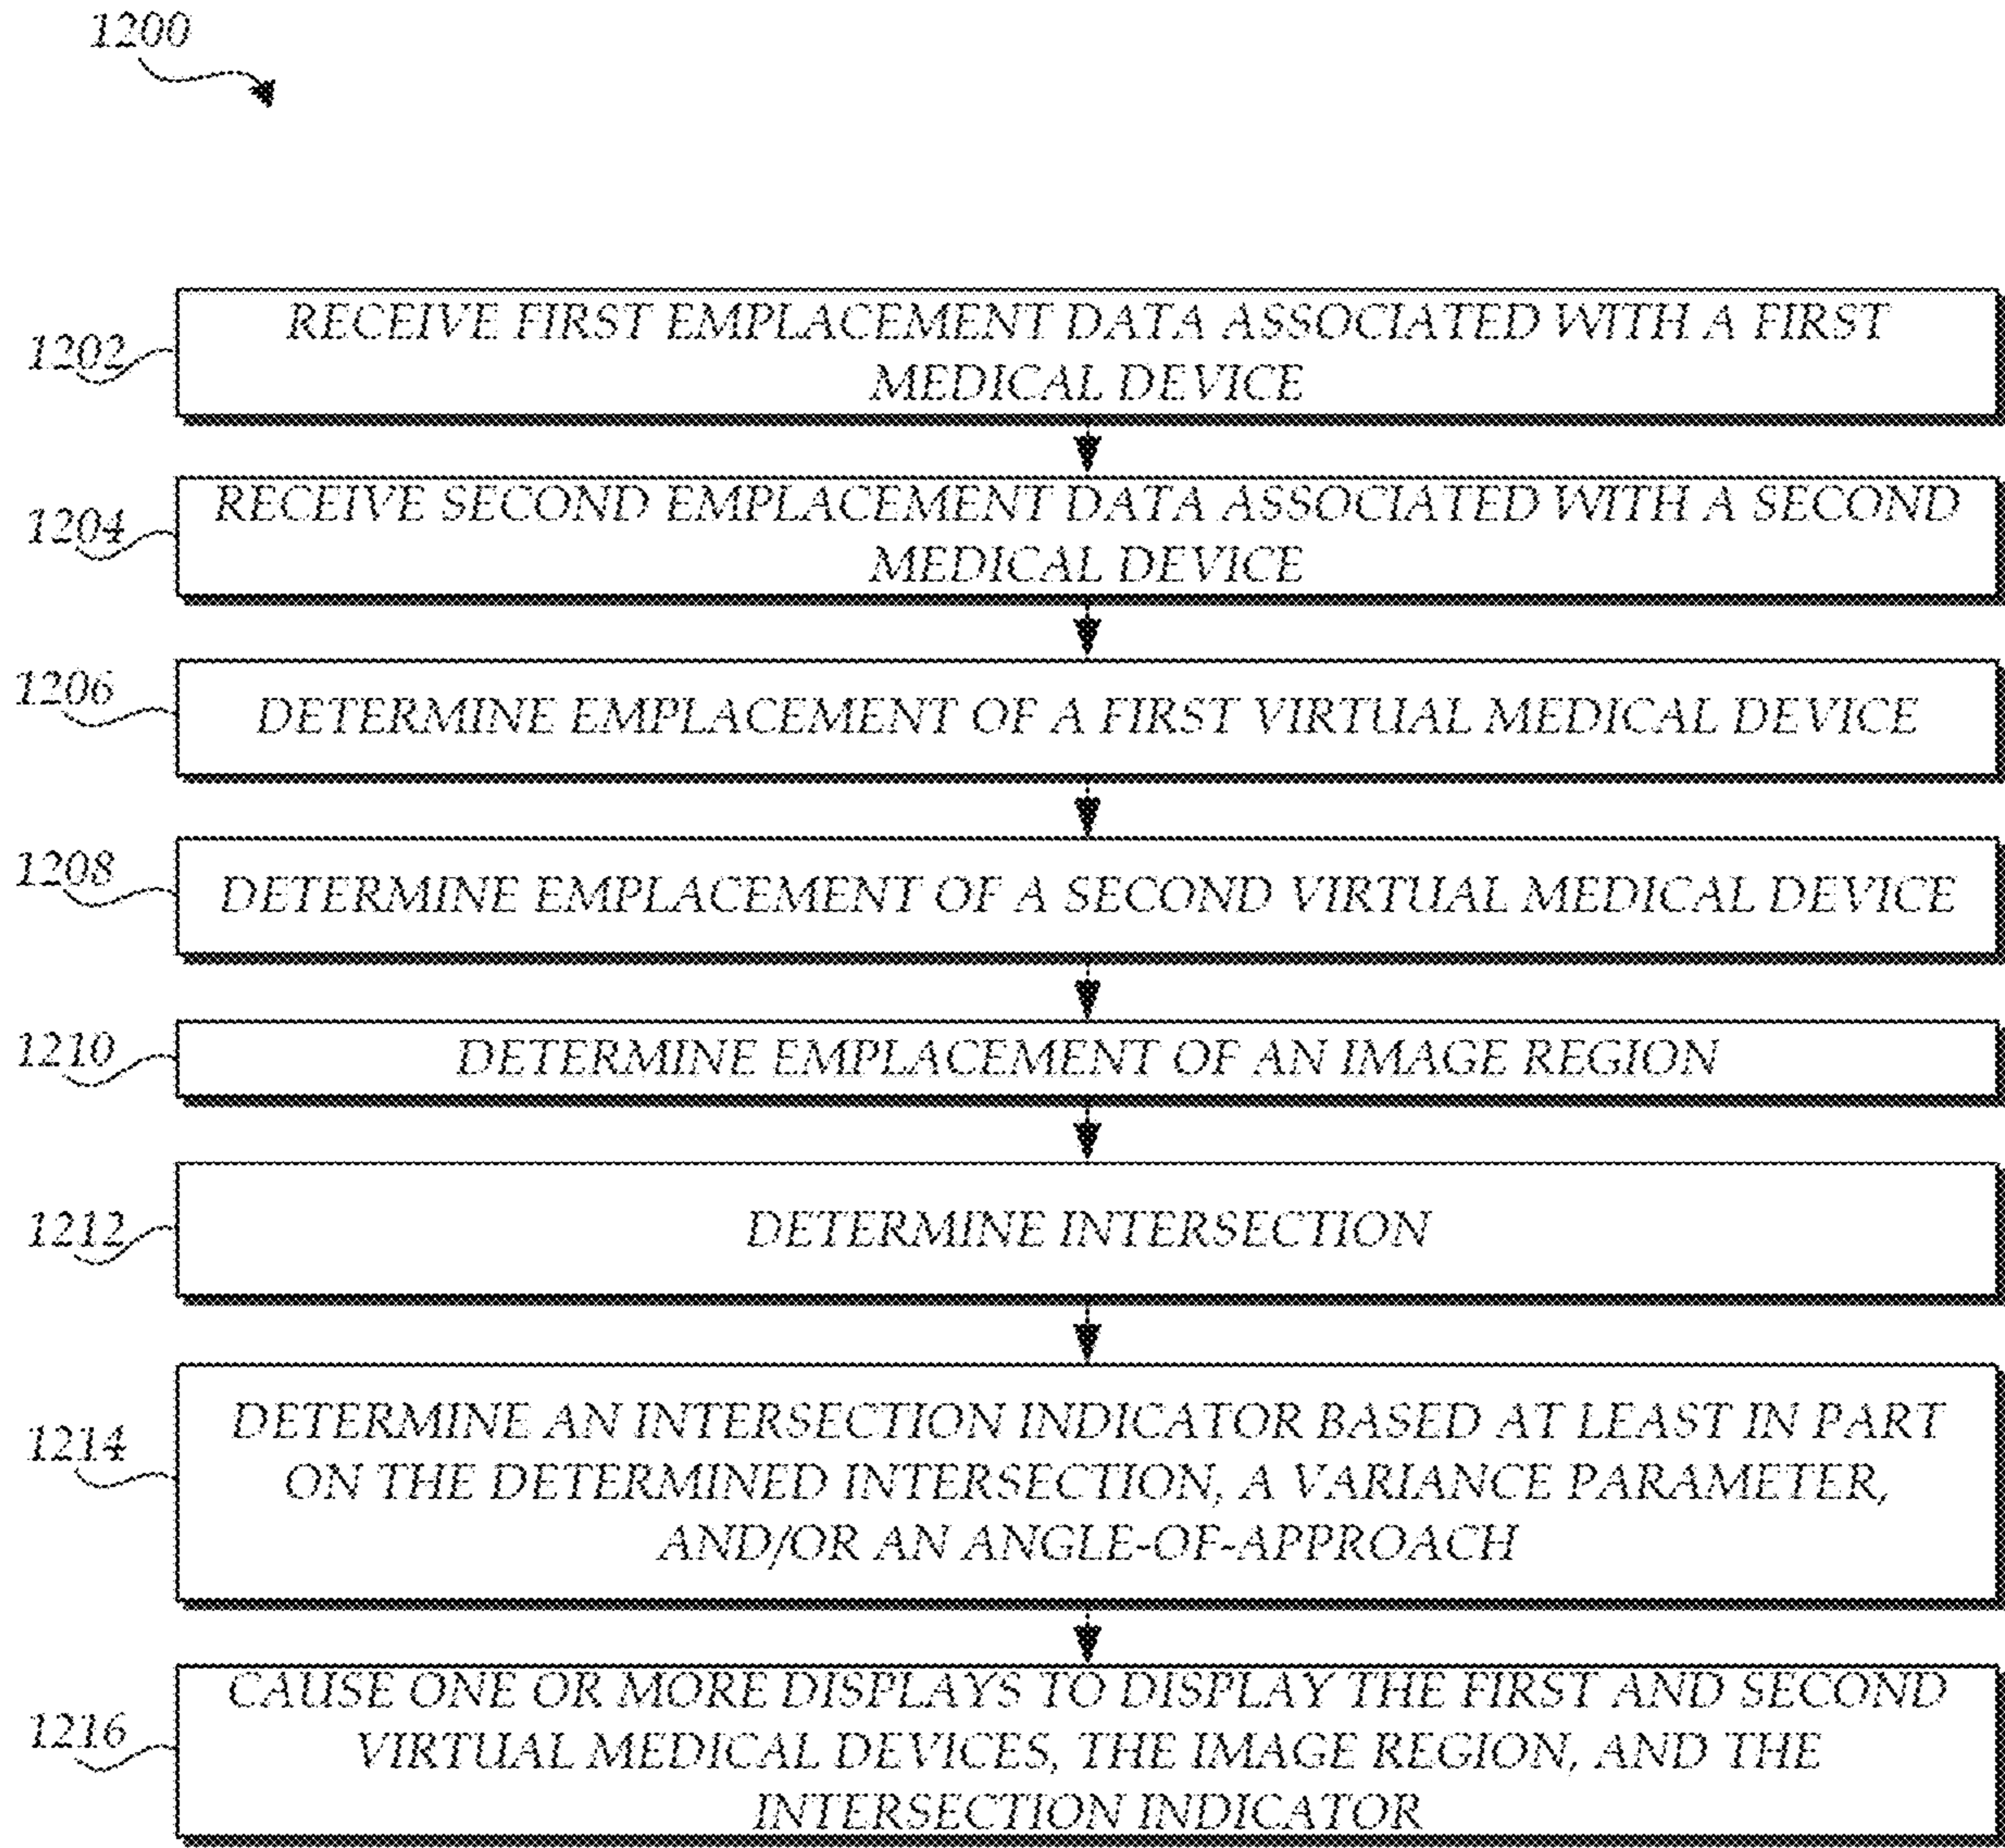 1200
1202
RECEIVE FIRST EMPLACEMENT DATA ASSOCIATED WITH A FIRST
MEDICAL DEVICE
1204
RECEIVE SECOND EMPLACEMENT DATA ASSOCIATED WITH A SECOND
MEDICAL DEVICE
1206
DETERMINE EMPLACEMENT OF A FIRST VIRTUAL MEDICAL DEVICE
1208
DETERMINE EMPLACEMENT OF A SECOND VIRTUAL MEDICAL DEVICE
1210
DETERMINE EMPLACEMENT OF AN IMAGE REGION
1212
DETERMINE INTERSECTION
1214
DETERMINE AN INTERSECTION INDICATOR BASED AT LEAST IN PART
ON THE DETERMINED INTERSECTION, A VARIANCE PARAMETER,
AND/OR AN ANGLE-OF-APPROACH
1216
CAUSE ONE OR MORE DISPLAYS TO DISPLAY THE FIRST AND SECOND
VIRTUAL MEDICAL DEVICES, THE IMAGE REGION, AND THE
INTERSECTION INDICATOR